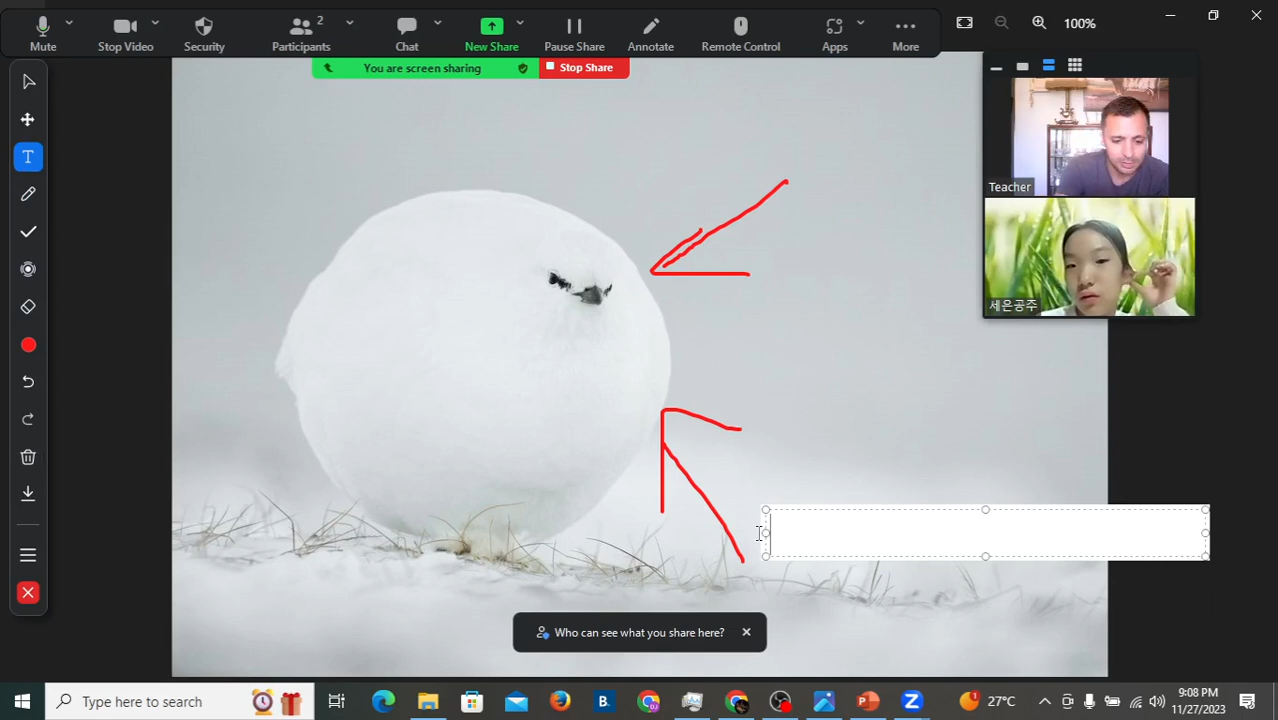 2
100%
Mute
Stop Video
Security
Participants
Chat
New Share
Pause Share
Annotate
Remote Control
Apps
More
You are screen sharing
Stop Share
T
Teacher
세은공주
Who can see what you share here?
Type here to search
B.
1
27°C
9:08 PM
11/27/2023